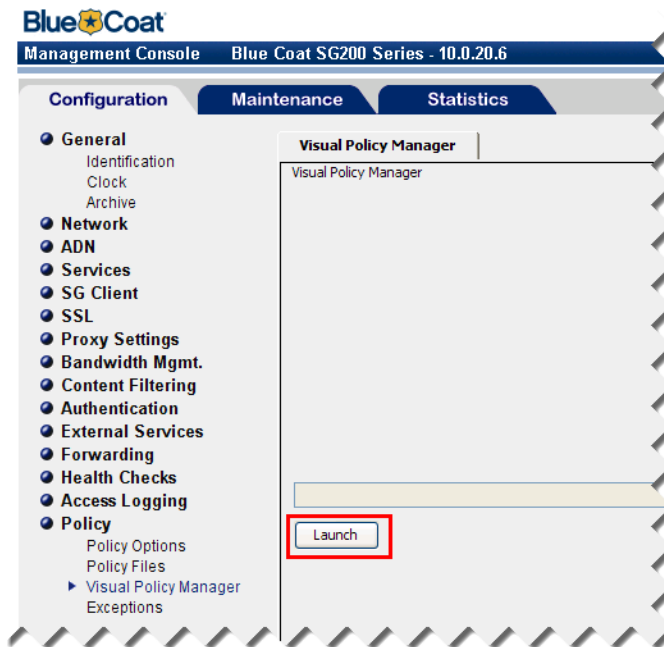 Blue Coat
Management Console Blue Coat SG200 Series - 10.0.20.6
Configuration Maintenance Statistics
General
Identification
Clock
Archive
Network
ADN
Services
SG Client
SSL
Proxy Settings
Bandwidth Mgmt.
Content Filtering
Authentication
External Services
Forwarding
Health Checks
Access Logging
Policy
Policy Options
Policy Files
Visual Policy Manager
Exceptions
Visual Policy Manager
Visual Policy Manager
Launch